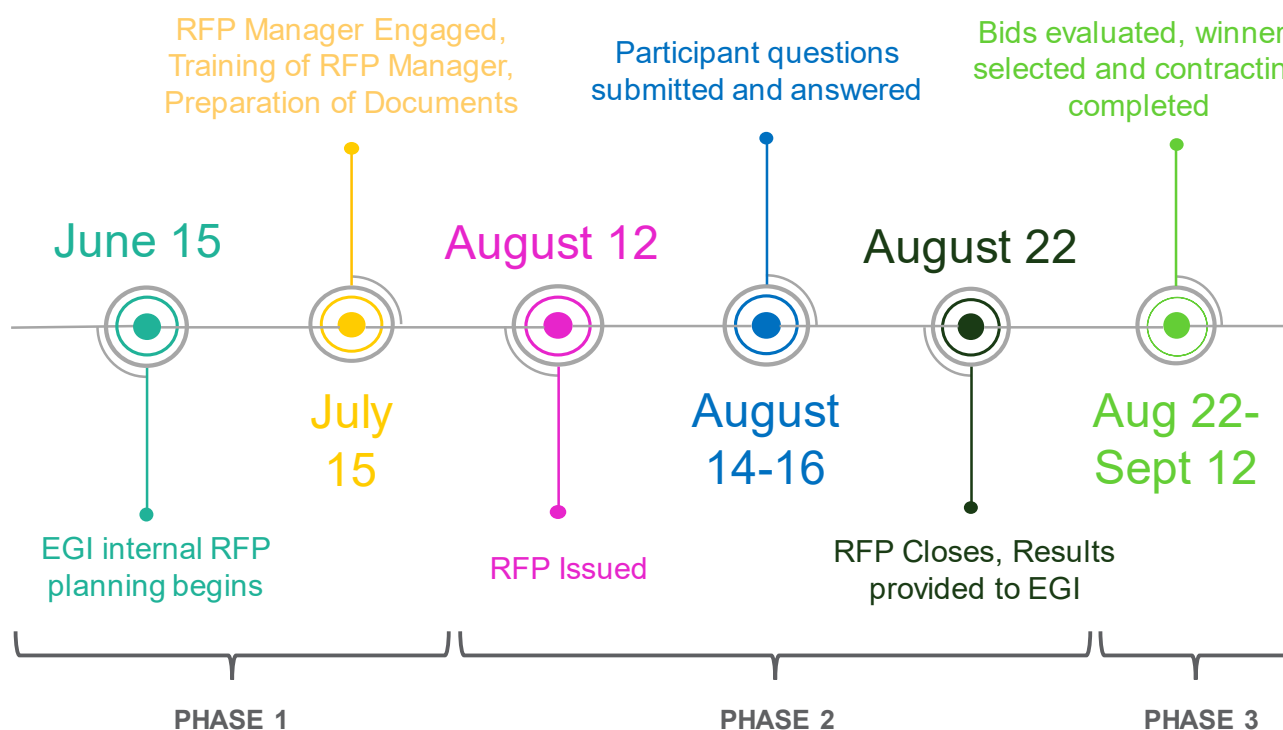 RFP Manager Engaged,
Training of RFP Manager,
Preparation of Documents
Participant questions
submitted and answered
Bids evaluated, winner
selected and contractin
completed
June 15
August 12
August 22
July
15
August
14-16
Aug 22-
Sept 12
EGI internal RFP
planning begins
RFP Issued
RFP Closes, Results
provided to EGI
PHASE 1
PHASE 2
PHASE 3